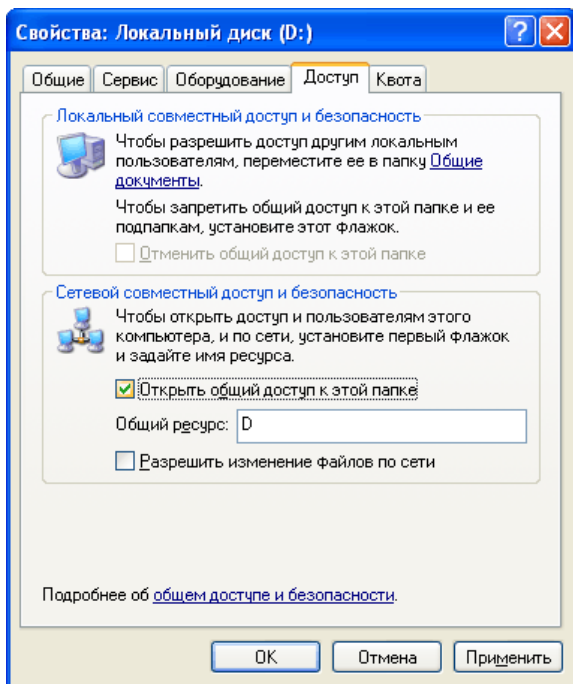 Свойства: Локальный диск (D:)
Общие Сервис Оборудование Доступ Квота
Локальный совместный доступ и безопасность
Чтобы разрешить доступ другим локальным
пользователям, переместите ее в папку Общие
документы.
Чтобы запретить общий доступ к этой папке и ее
подпапкам, установите этот флажок.
Отменить общий доступ к этой папке
Сетевой совместный доступ и безопасность
Чтобы открыть доступ и пользователям этого
компьютера, и по сети, установите первый флажок
и задайте имя ресурса.
Открыть общий доступ к этой папке
Общий ресурс: D
Разрешить изменение файлов по сети
Подробнее об общем доступе и безопасности.
OK Отмена Применить